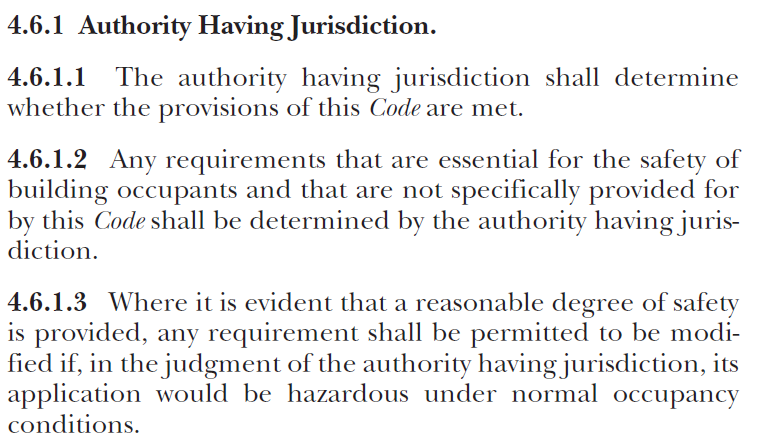 4.6.1 Authority Having Jurisdiction.
4.6.1.1 The authority having jurisdiction shall determine
whether the provisions of this Code are met.
4.6.1.2 Any requirements that are essential for the safety of
building occupants and that are not specifically provided for
by this Code shall be determined by the authority having juris-
diction.
4.6.1.3 Where it is evident that a reasonable degree of safety
is provided, any requirement shall be permitted to be modi-
fied if, in the judgment of the authority having jurisdiction, its
application would be hazardous under normal occupancy
conditions.